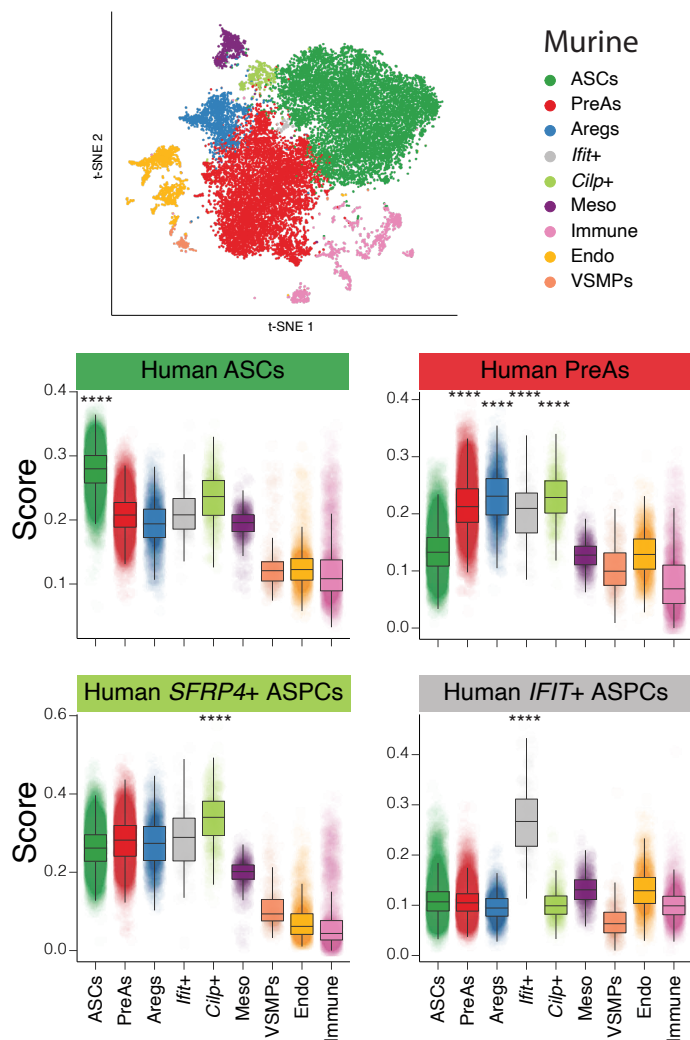 Murine
ASCs
PreAs
Aregs
Ifit+
Cilp+
Meso
Immune
Endo
VSMPs
t-SNE 2
t-SNE 1
Human ASCs
Score
0.4
0.3
0.2
0.1
****
Human PreAs
0.4
0.3
0.2
0.1
0.0
**** ****
**** ****
Human SFRP4+ ASPCs
Score
0.6
0.4
0.2
0.0
****
ASCs
PreAs
Aregs
Ifit+
Cilp+
Meso
VSMPs
Endo
Immune
Human IFIT+ ASPCs
0.4
0.3
0.2
0.1
0.0
****
ASCs
PreAs
Aregs
Ifit+
Cilp+
Meso
VSMPs
Endo
Immune